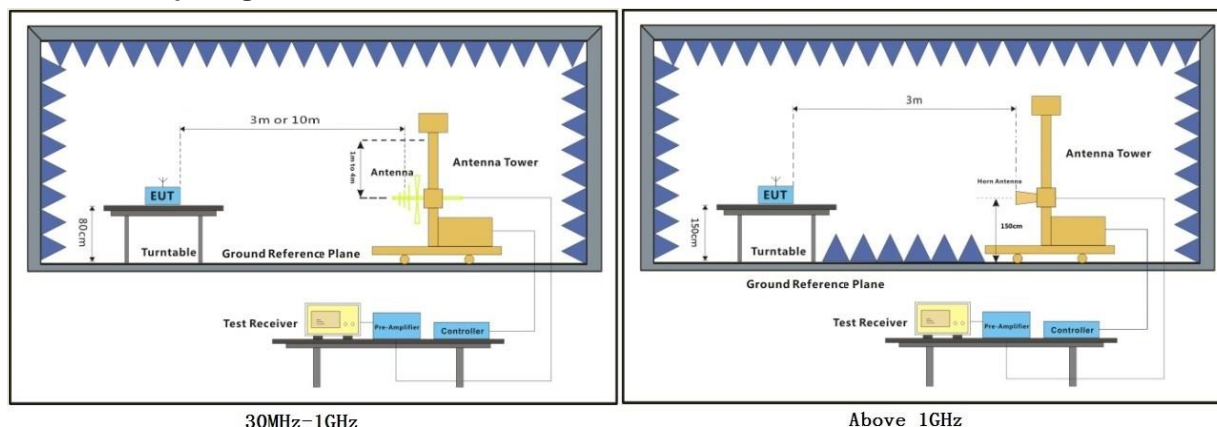 3m or 10m
1m to 4m
Antenna
Antenna Tower
EUT
80cm
Turntable
Ground Reference Plane
Test Receiver
Pre-Amplifier
Controller
30MHz-1GHz
3m
Antenna Tower
Horn Antenna
EUT
150cm
150cm
Turntable
Ground Reference Plane
Test Receiver
Pre-Amplifier
Controller
Above 1GHz